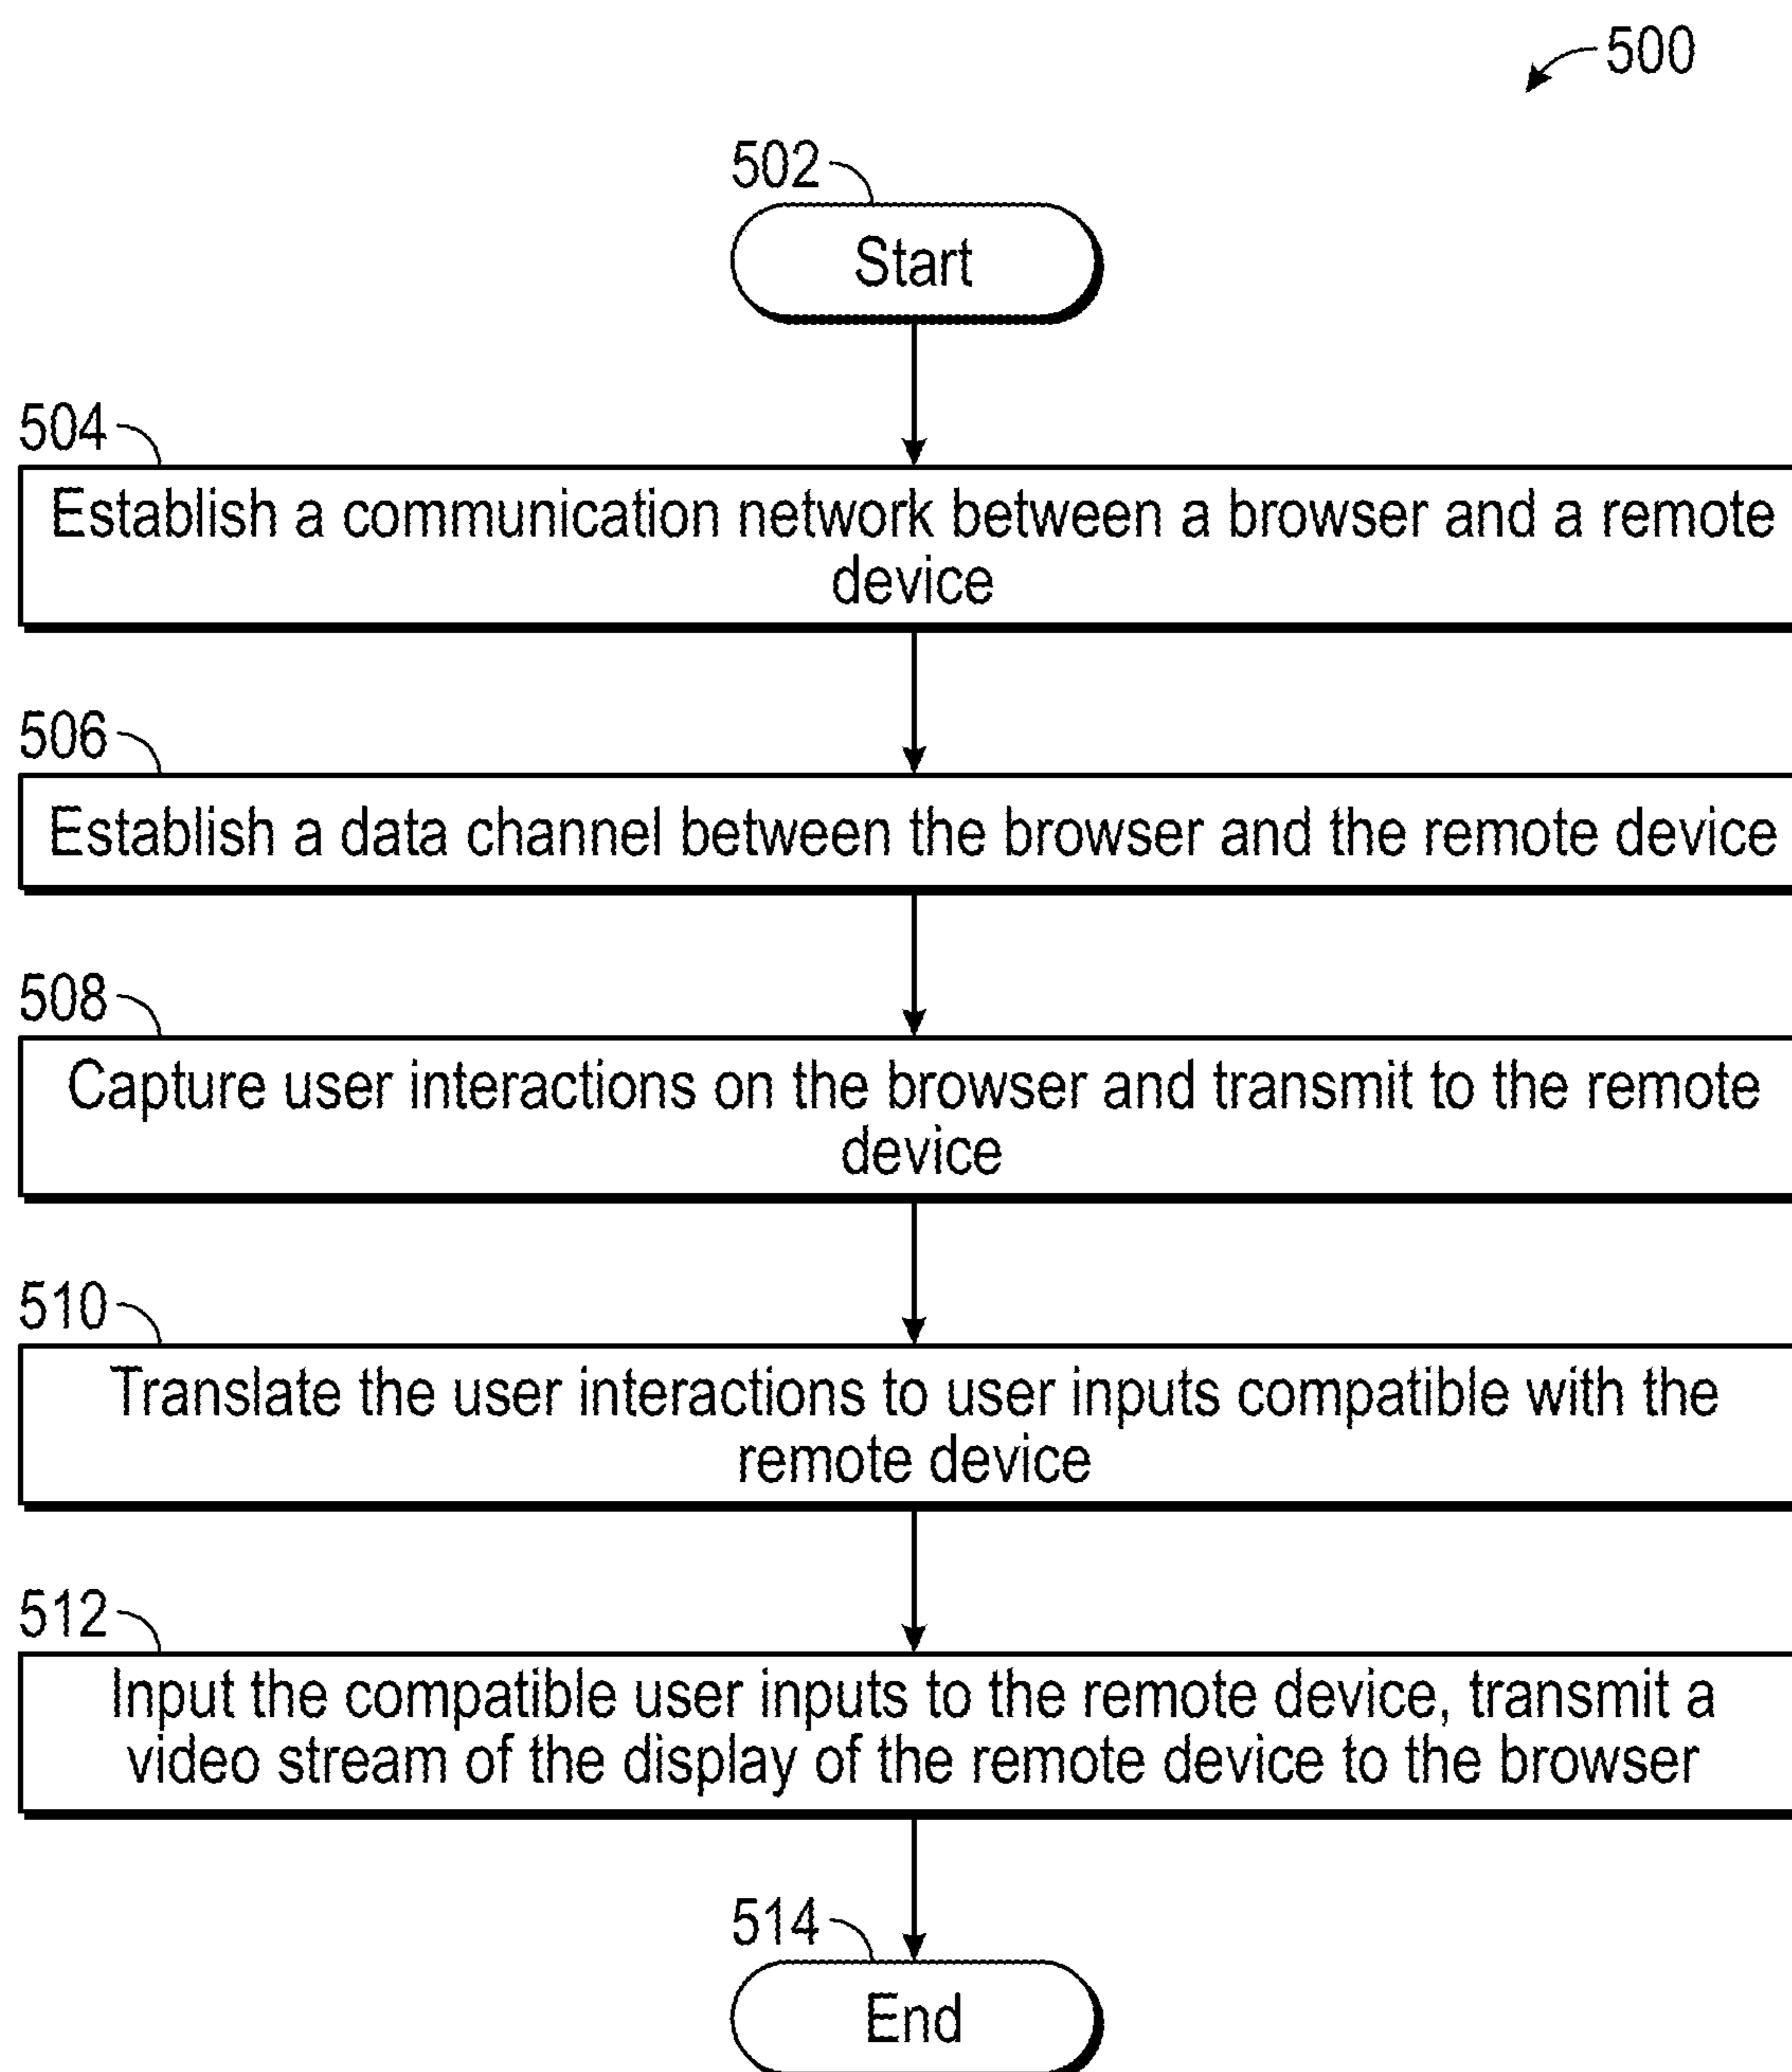 500
502
Start
504
Establish a communication network between a browser and a remote
device
506
Establish a data channel between the browser and the remote device
508
Capture user interactions on the browser and transmit to the remote
device
510
Translate the user interactions to user inputs compatible with the
remote device
512
Input the compatible user inputs to the remote device, transmit a
video stream of the display of the remote device to the browser
514
End